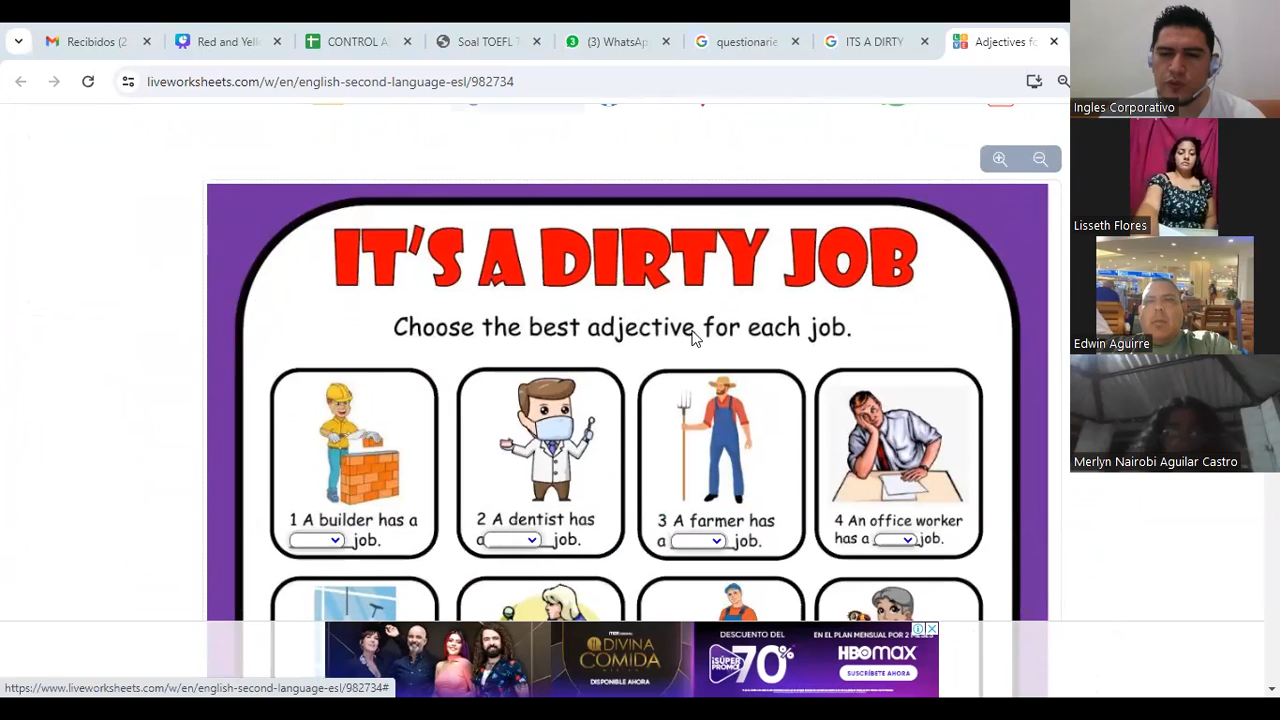 Recibidos (2
Red and Yell
CONTROL A
Soal TOEFL T
(3) WhatsAp
questionarie
ITS A DIRTY
Adjectives fo
liveworksheets.com/w/en/english-second-language-esl/982734
IT'S A DIRTY JOB
Choose the best adjective for each job.
1 A builder has a
job.
2 A dentist has
a job.
3 A farmer has
a job.
4 An office worker
has a job.
DIVINA
COMIDA
DISPONIBLE AHORA
DESCUENTO DEL
¡SÚPER
PROMO!
70%
EN EL PLAN MENSUAL POR 2
HBOMAX
SUSCRÍBETE AHORA
https://www.liveworksheets.com/w/en/english-second-language-esl/982734#
Ingles Corporativo
Lisseth Flores
Edwin Aguirre
Merlyn Nairobi Aguilar Castro